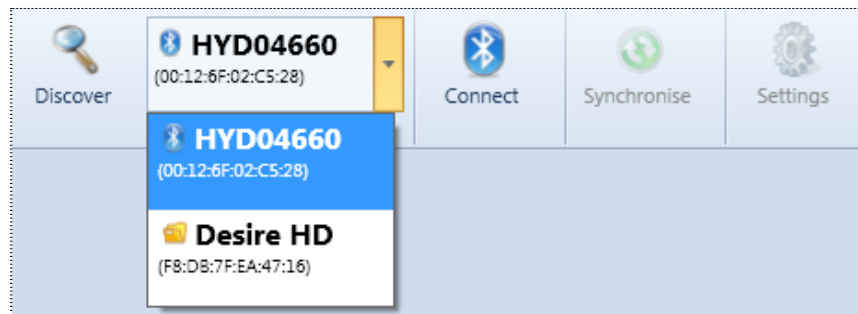 HYD04660
(00:12:6F:02:C5:28)
Discover
Connect
Synchronise
Settings
HYD04660
(00:12:6F:02:C5:28)
Desire HD
(F8:DB:7F:EA:47:16)